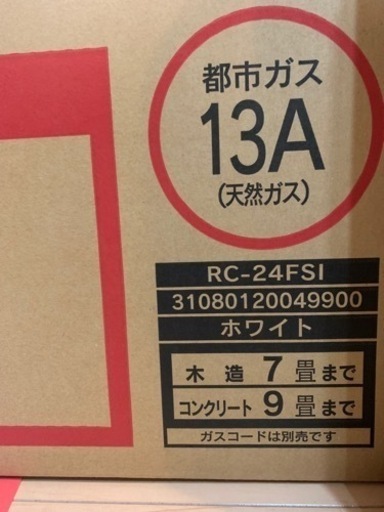 都市ガス
13A
(天然ガス)
RC-24FSI
31080120049900
ホワイト
木造 7畳まで
コンクリート 9畳まで
ガスコードは別売です